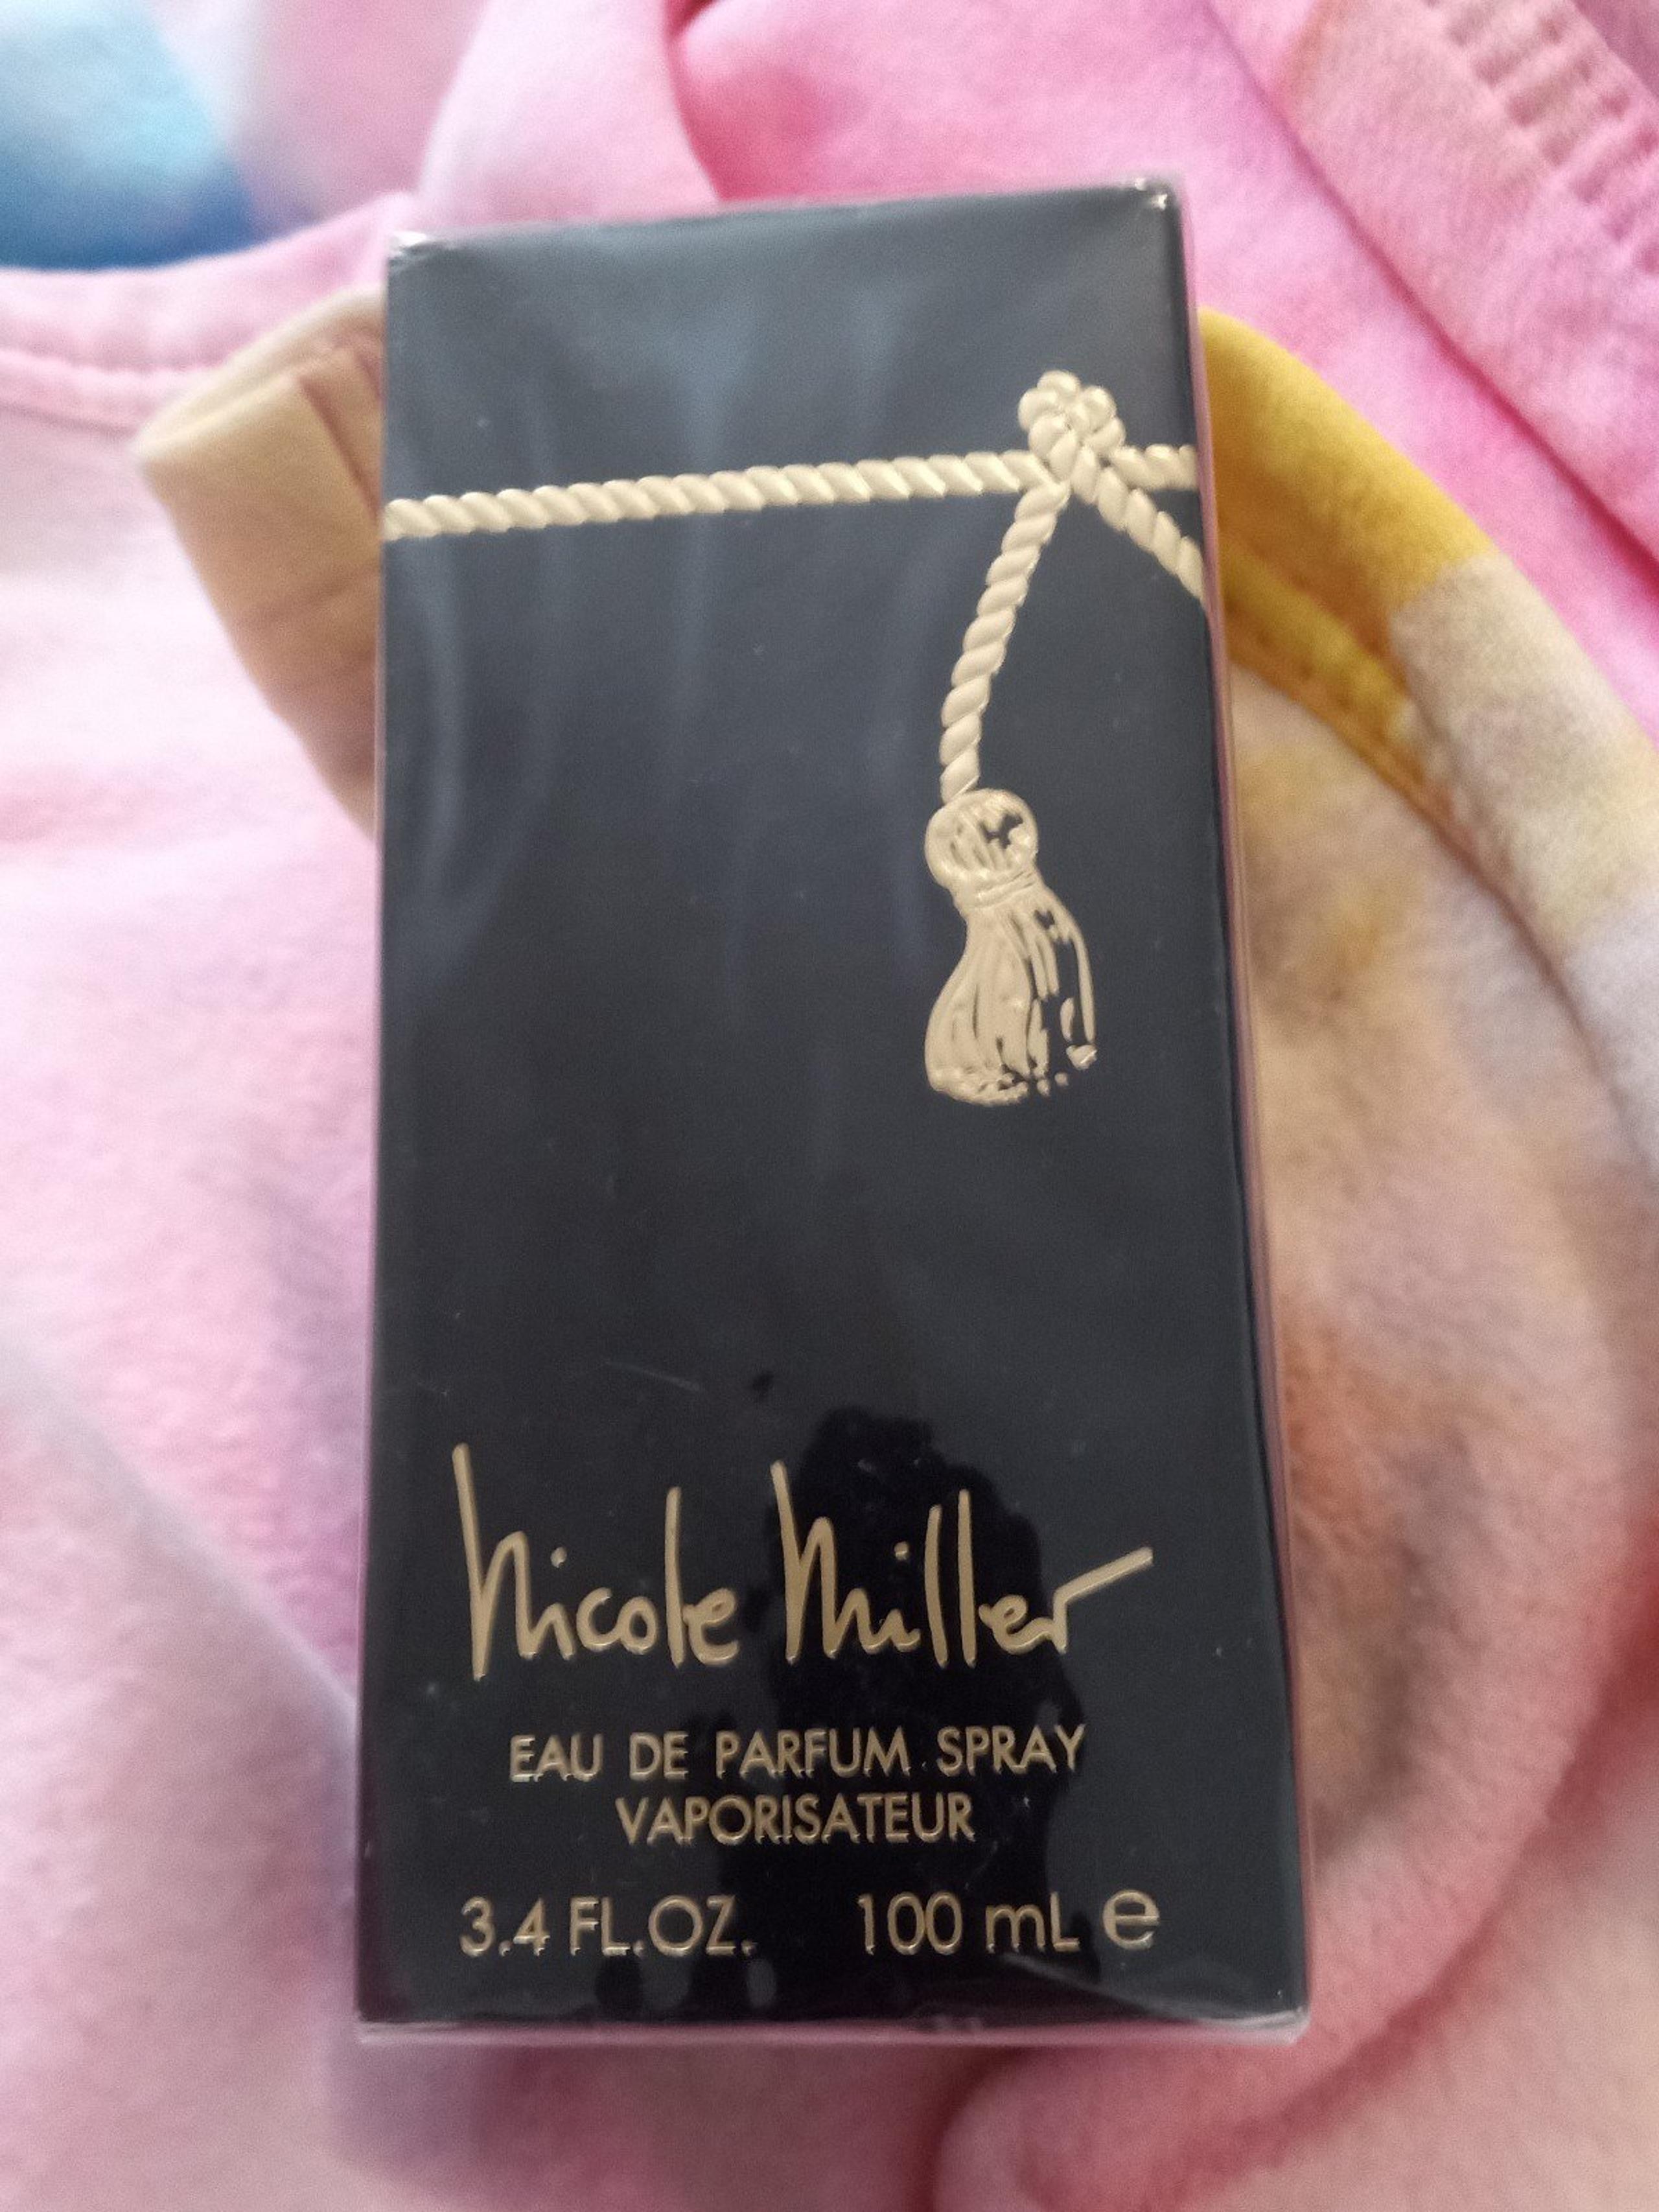 Nicole Miller
EAU DE PARFUM SPRAY
VAPORISATEUR
3.4 FL.OZ. 100 mL e